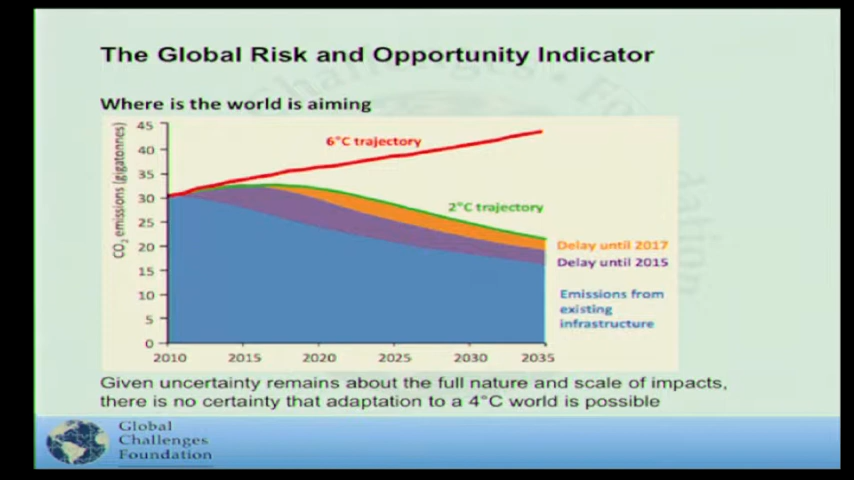 The Global Risk and Opportunity Indicator
Where is the world is aiming
CO2 emissions (gigatonnes)
45
40
35
30
25
20
15
10
5
0
2010
2015
2020
2025
2030
2035
6°C trajectory
2°C trajectory
Delay until 2017
Delay until 2015
Emissions from
existing
infrastructure
Given uncertainty remains about the full nature and scale of impacts,
there is no certainty that adaptation to a 4°C world is possible
Global
Challenges
Foundation